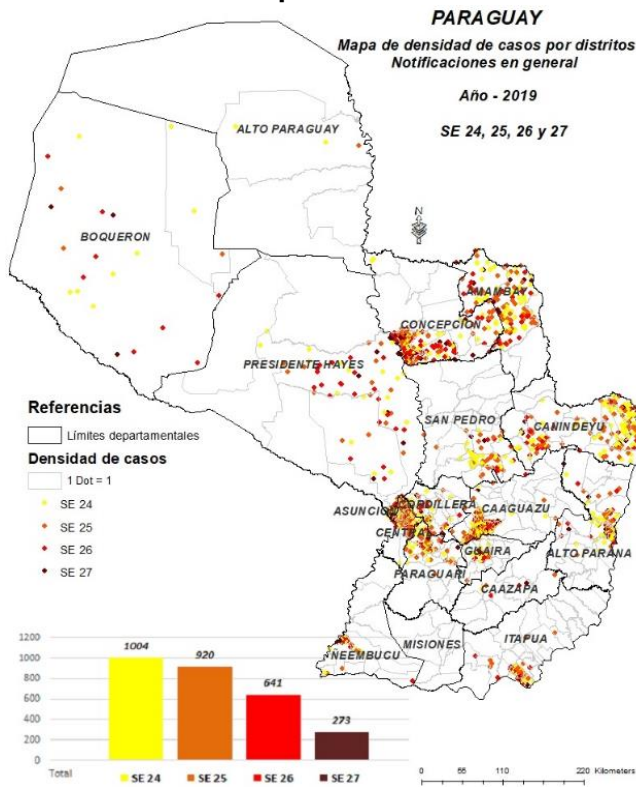 PARAGUAY
Mapa de densidad de casos por distritos
Notificaciones en general
Año - 2019
SE 24, 25, 26 y 27
N
ALTO PARAGUAY
BOQUERON
AMAMBAY
CONCEPCION
PRESIDENTE HAYES
SAN PEDRO
CANINDEYU
Referencias
Límites departamentales
Densidad de casos
1 Dot = 1
SE 24
SE 25
SE 26
SE 27
ASUNCION
CORDILLERA
CAAGUAZU
CENTRAL
GUAIRA
ALTO PARANA
PARAGUARI
CAAZAPA
ITAPUA
MISIONES
ÑEEMBUCU
1200
1000
800
600
400
200
0
1004
920
641
273
Total
SE 24
SE 25
SE 26
SE 27
0 55 110 220 Kilometers